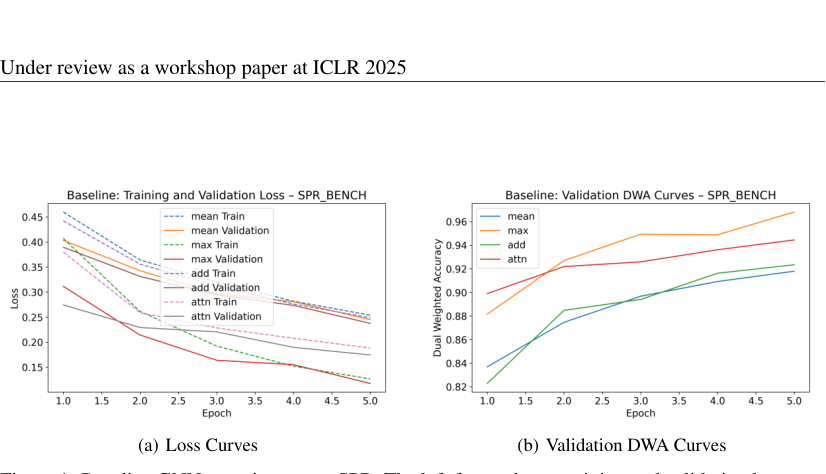 Under review as a workshop paper at ICLR 2025
Baseline: Training and Validation Loss – SPR_BENCH
Loss
0.45
0.40
0.35
0.30
0.25
0.20
0.15
mean Train
mean Validation
max Train
max Validation
add Train
add Validation
attn Train
attn Validation
1.0 1.5 2.0 2.5 3.0 3.5 4.0 4.5 5.0
Epoch
(a) Loss Curves
Baseline: Validation DWA Curves – SPR_BENCH
Dual Weighted Accuracy
0.96
0.94
0.92
0.90
0.88
0.86
0.84
0.82
mean
max
add
attn
1.0 1.5 2.0 2.5 3.0 3.5 4.0 4.5 5.0
Epoch
(b) Validation DWA Curves